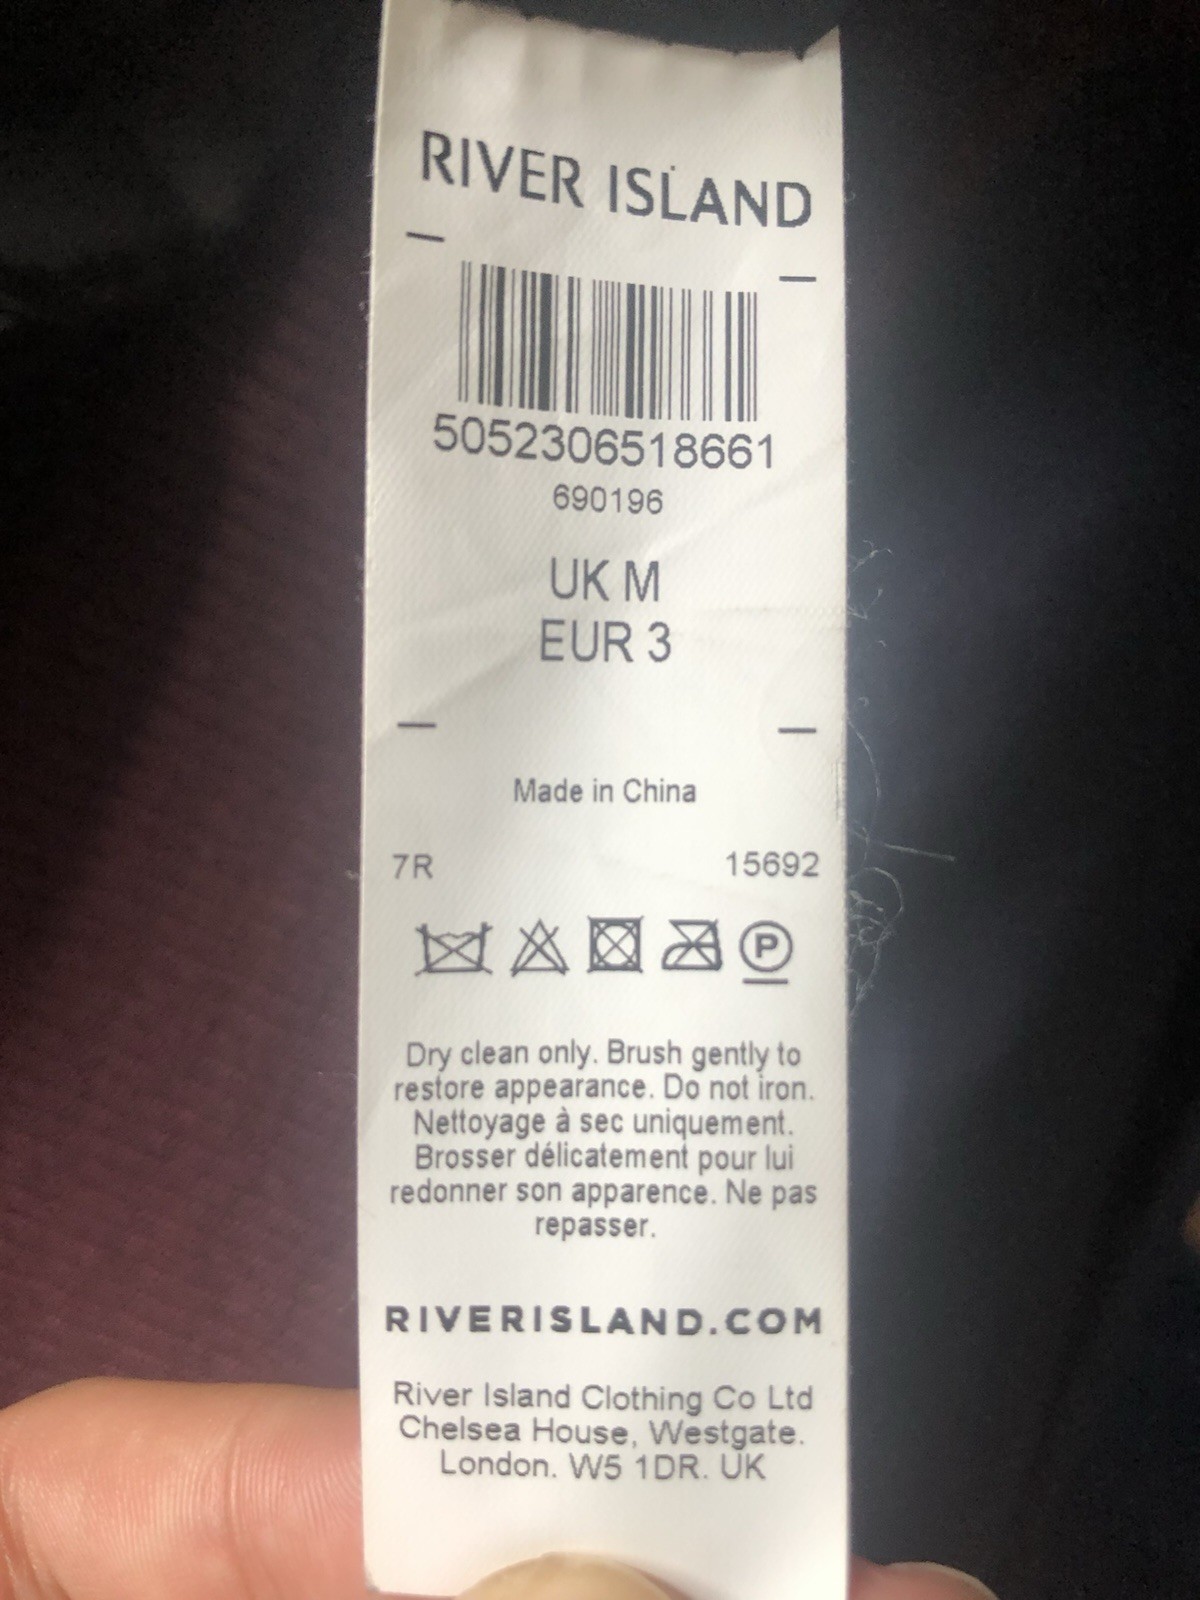 RIVER ISLAND
5052306518661
690196
UK M
EUR 3
Made in China
7R 15692
P
Dry clean only. Brush gently to
restore appearance. Do not iron.
Nettoyage à sec uniquement.
Brosser délicatement pour lui
redonner son apparence. Ne pas
repasser.
RIVERISLAND.COM
River Island Clothing Co Ltd
Chelsea House, Westgate.
London. W5 1DR. UK